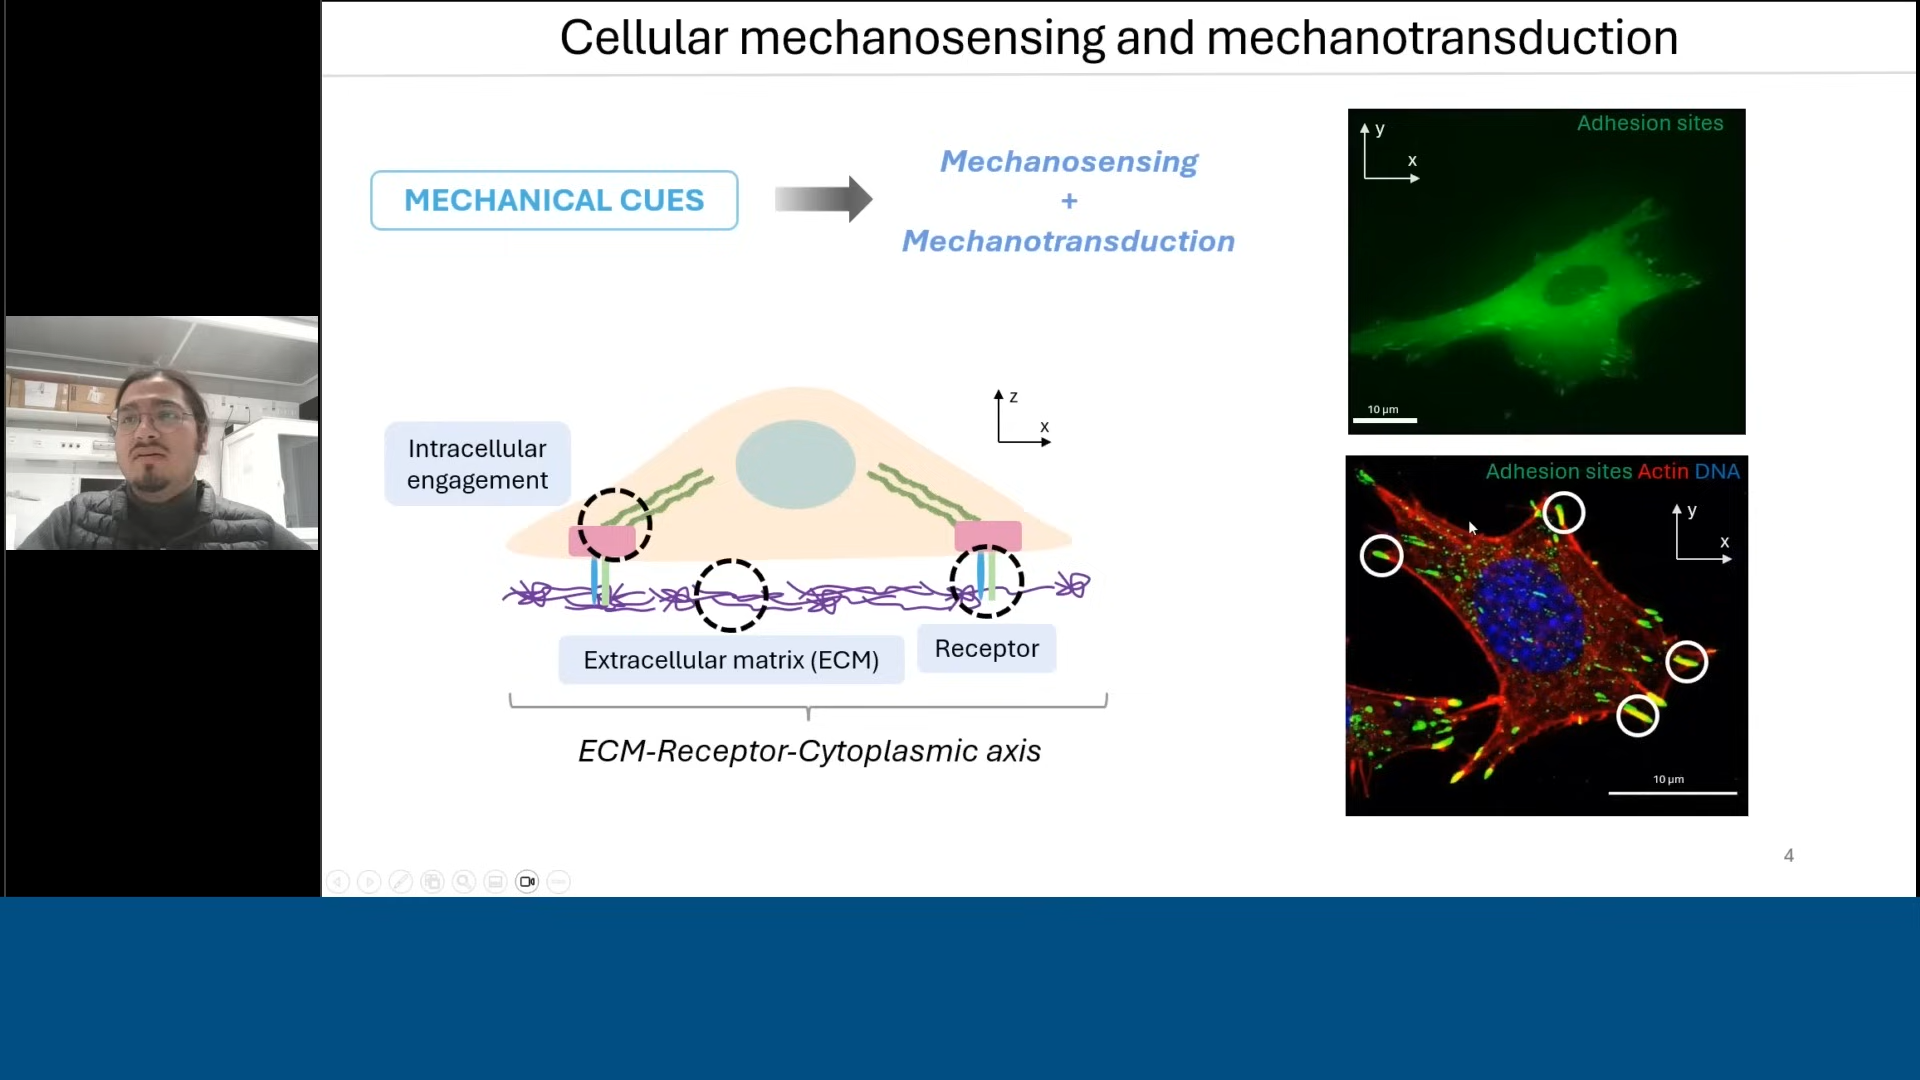 Cellular mechanosensing and mechanotransduction
MECHANICAL CUES
Mechanosensing
+
Mechanotransduction
Intracellular
engagement
z
x
Extracellular matrix (ECM)
Receptor
ECM-Receptor-Cytoplasmic axis
Adhesion sites
y
x
10 µm
Adhesion sites Actin DNA
y
x
10 µm
4